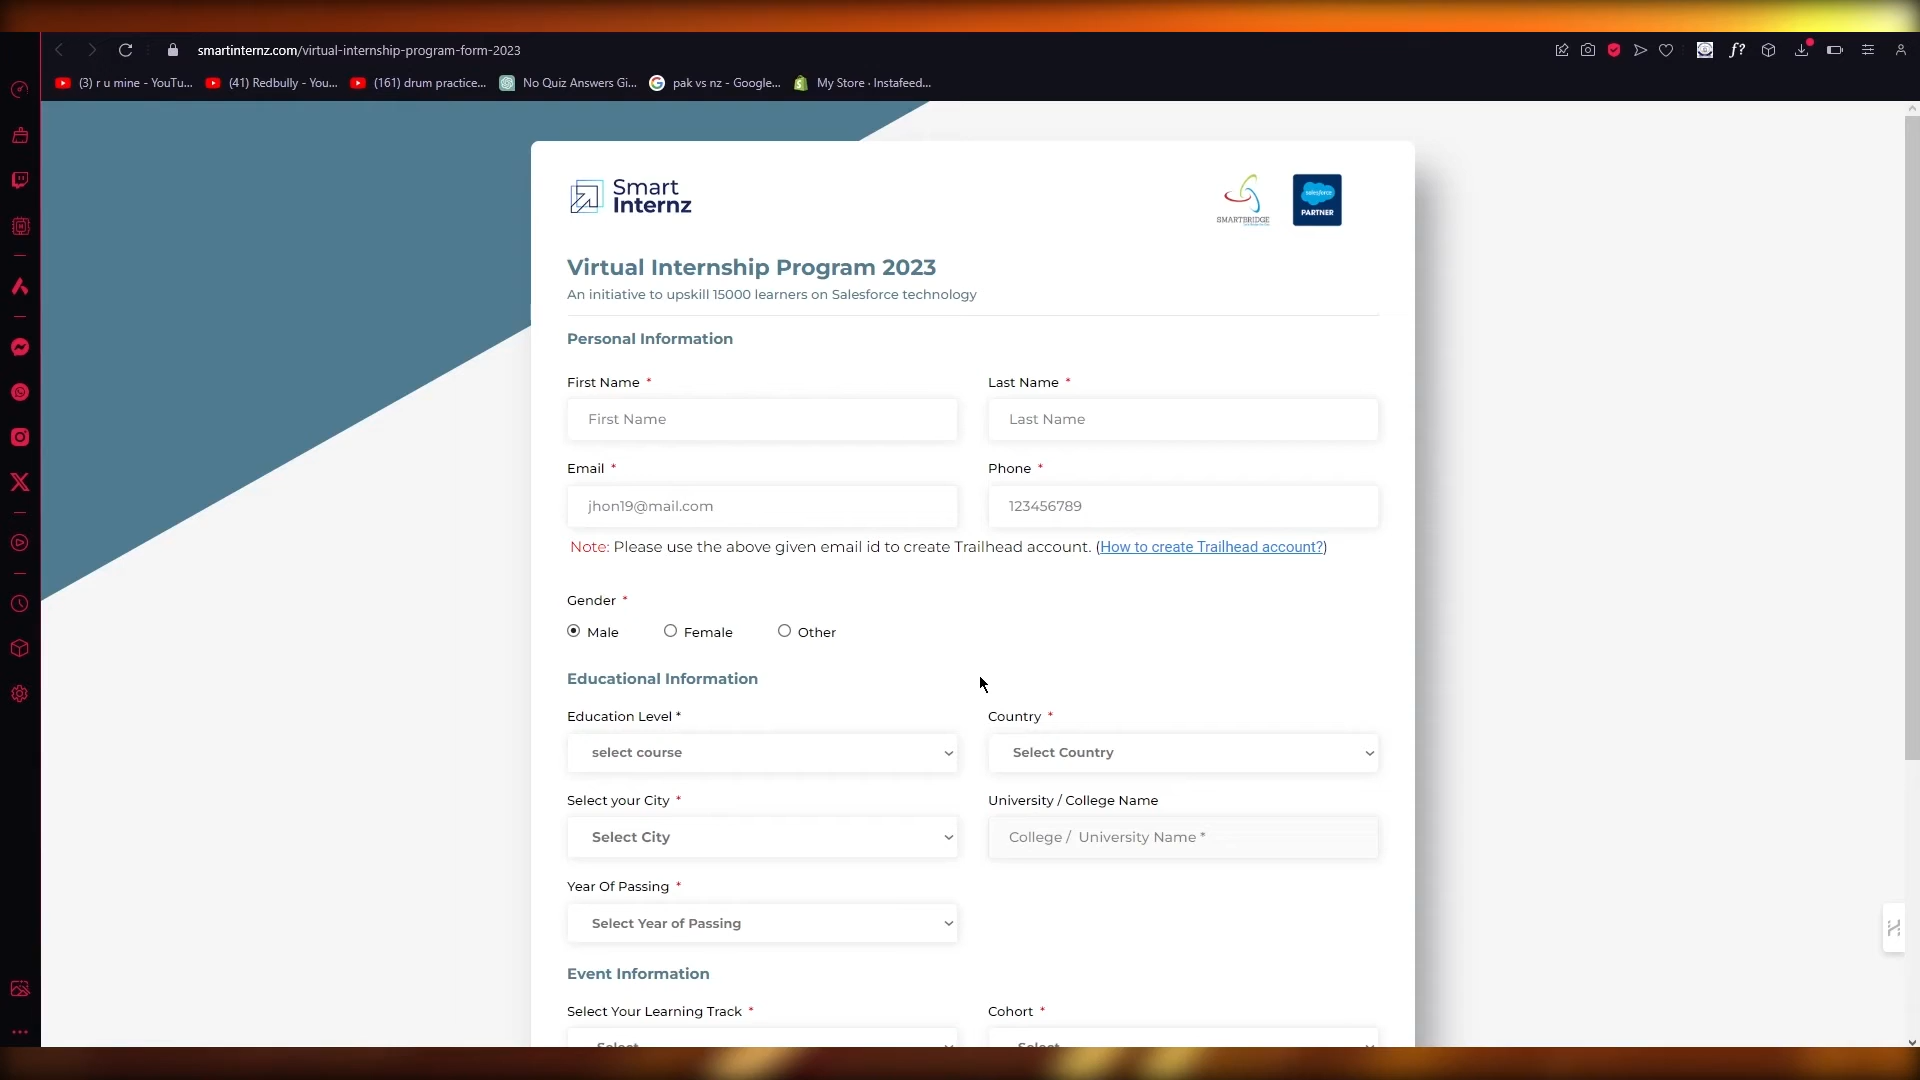 smartinternz.com/virtual-internship-program-form-2023
f?
(3) r u mine - YouTu...
(41) Redbully - You...
(161) drum practice...
No Quiz Answers Gi...
pak vs nz - Google...
My Store · Instafeed...
Smart
Internz
SMARTBRIDGE
salesforce
PARTNER
Virtual Internship Program 2023
An initiative to upskill 15000 learners on Salesforce technology
Personal Information
First Name *
Last Name *
First Name
Last Name
Email *
Phone *
jhon19@mail.com
123456789
Note: Please use the above given email id to create Trailhead account. (How to create Trailhead account?)
Gender *
Male
Female
Other
Educational Information
Education Level *
Country *
select course
Select Country
Select your City *
University / College Name
Select City
College / University Name *
Year Of Passing *
Select Year of Passing
Event Information
Select Your Learning Track *
Cohort *
Select
Select